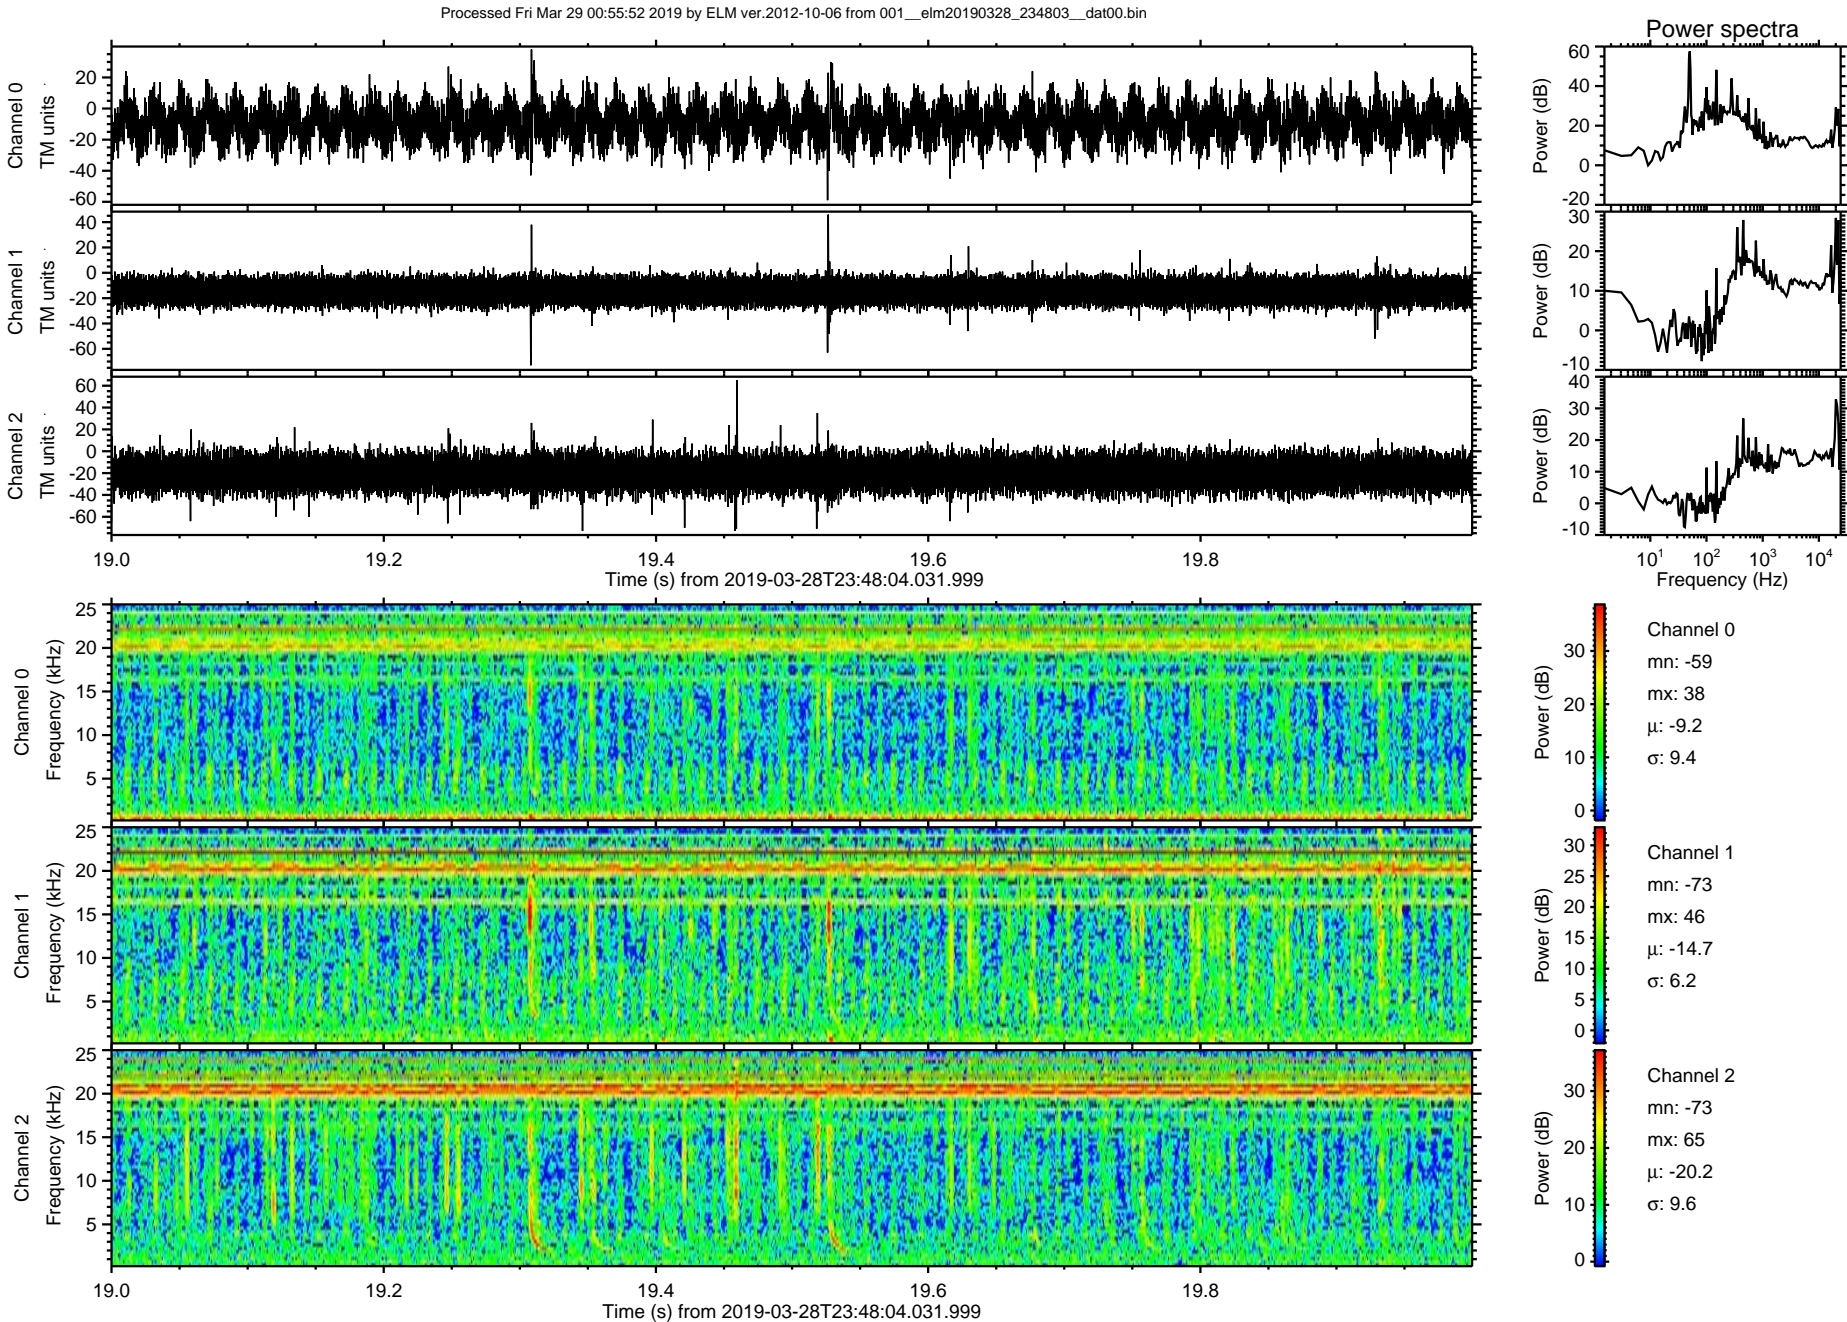 Processed Fri Mar 29 00:55:52 2019 by ELM ver.2012-10-06 from 001__elm20190328_234803__dat00.bin
Power spectra
Channel 0
TM units
20
0
-20
-40
-60
Power (dB)
60
40
20
0
-20
Channel 1
TM units
40
20
0
-20
-40
-60
Power (dB)
30
20
10
0
-10
Channel 2
TM units
60
40
20
0
-20
-40
-60
Power (dB)
40
30
20
10
0
-10
19.0 19.2 19.4 19.6 19.8
Time (s) from 2019-03-28T23:48:04.031.999
10^1 10^2 10^3 10^4
Frequency (Hz)
Channel 0
Frequency (kHz)
25
20
15
10
5
Power (dB)
30
20
10
0
Channel 0
mn: -59
mx: 38
μ: -9.2
σ: 9.4
Channel 1
Frequency (kHz)
25
20
15
10
5
Power (dB)
30
25
20
15
10
5
0
Channel 1
mn: -73
mx: 46
μ: -14.7
σ: 6.2
Channel 2
Frequency (kHz)
25
20
15
10
5
Power (dB)
30
20
10
0
Channel 2
mn: -73
mx: 65
μ: -20.2
σ: 9.6
19.0 19.2 19.4 19.6 19.8
Time (s) from 2019-03-28T23:48:04.031.999